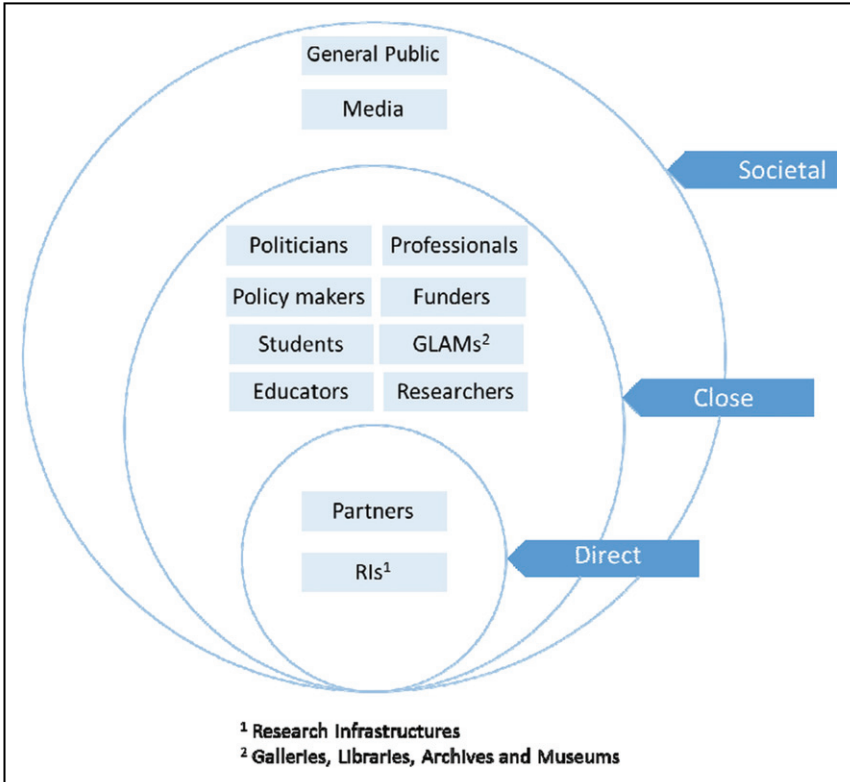 General Public
Media
Societal
Politicians
Professionals
Policy makers
Funders
Students
GLAMs²
Educators
Researchers
Close
Partners
Direct
RIs¹
¹ Research Infrastructures
² Galleries, Libraries, Archives and Museums